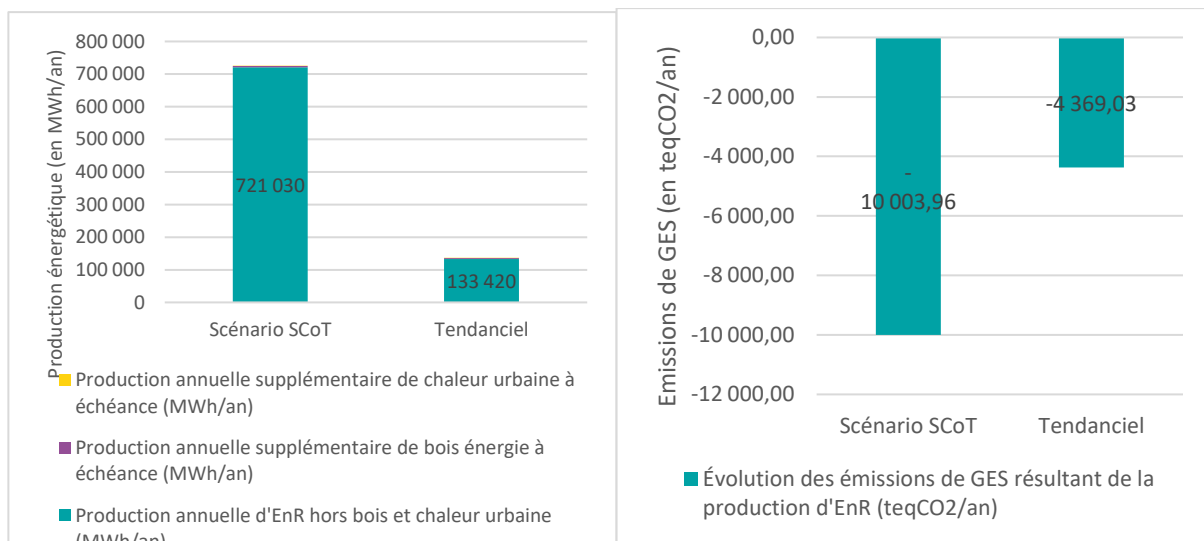 Production énergétique (en MWh/an)
800 000
700 000
600 000
500 000
400 000
300 000
200 000
100 000
0
721 030
133 420
Scénario SCoT
Tendanciel
Production annuelle supplémentaire de chaleur urbaine à
échéance (MWh/an)
Production annuelle supplémentaire de bois énergie à
échéance (MWh/an)
Production annuelle d'EnR hors bois et chaleur urbaine
(MWh/an)
Emissions de GES (en teqCO2/an)
0,00
-2 000,00
-4 000,00
-6 000,00
-8 000,00
-10 000,00
-12 000,00
-
10 003,96
-4 369,03
Scénario SCoT
Tendanciel
Évolution des émissions de GES résultant de la
production d'EnR (teqCO2/an)